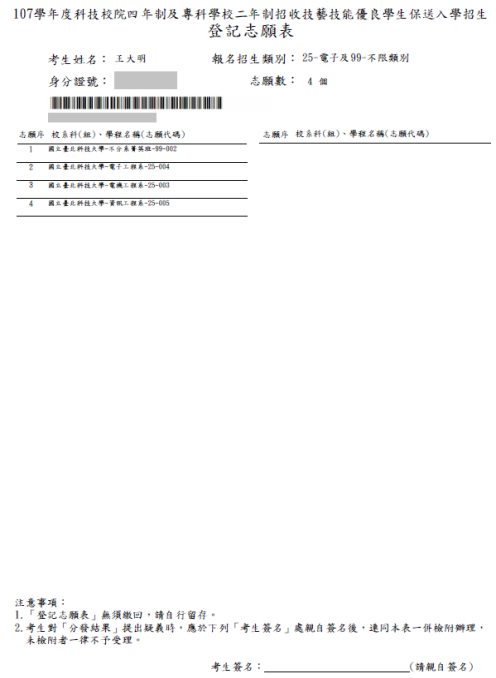 107學年度科技校院四年制及專科學校二年制招收技藝技能優良學生保送入學招生
登記志願表
考生姓名：王大明
報名招生類別：25-電子及99-不限類別
身分證號：
志願數：4 個
志願序 校系科(組)、學程名稱(志願代碼)
志願序 校系科(組)、學程名稱(志願代碼)
1 國立臺北科技大學-不分系菁英班-99-002
2 國立臺北科技大學-電子工程系-25-004
3 國立臺北科技大學-電機工程系-25-003
4 國立臺北科技大學-資訊工程系-25-005
注意事項：
1.「登記志願表」無須繳回，請自行留存。
2.考生對「分發結果」提出疑義時，應於下列「考生簽名」處親自簽名後，連同本表一併檢附辦理，
未檢附者一律不予受理。
考生簽名：(請親自簽名)